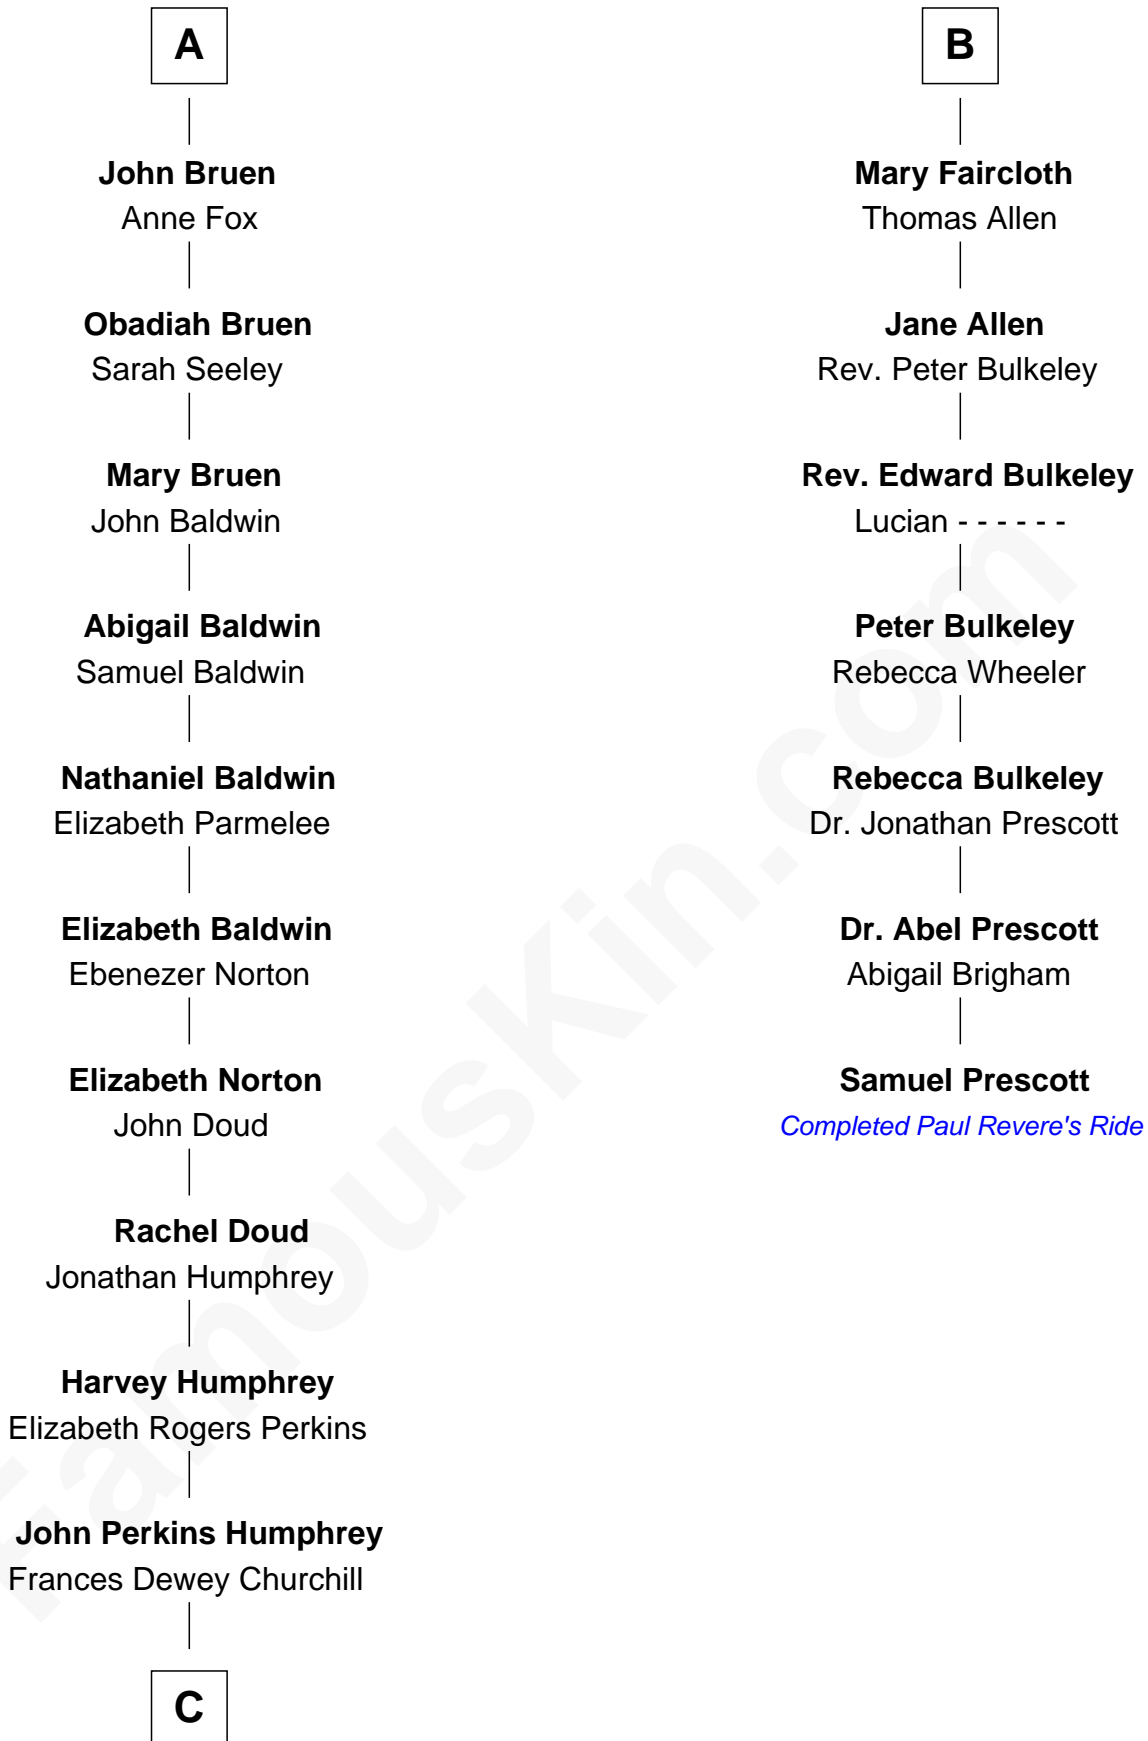 A
John Bruen
Anne Fox
Obadiah Bruen
Sarah Seeley
Mary Bruen
John Baldwin
Abigail Baldwin
Samuel Baldwin
Nathaniel Baldwin
Elizabeth Parmelee
Elizabeth Baldwin
Ebenezer Norton
Elizabeth Norton
John Doud
Rachel Doud
Jonathan Humphrey
Harvey Humphrey
Elizabeth Rogers Perkins
John Perkins Humphrey
Frances Dewey Churchill
C
B
Mary Faircloth
Thomas Allen
Jane Allen
Rev. Peter Bulkeley
Rev. Edward Bulkeley
Lucian - - - - - -
Peter Bulkeley
Rebecca Wheeler
Rebecca Bulkeley
Dr. Jonathan Prescott
Dr. Abel Prescott
Abigail Brigham
Samuel Prescott
Completed Paul Revere's Ride
FamousKin.com